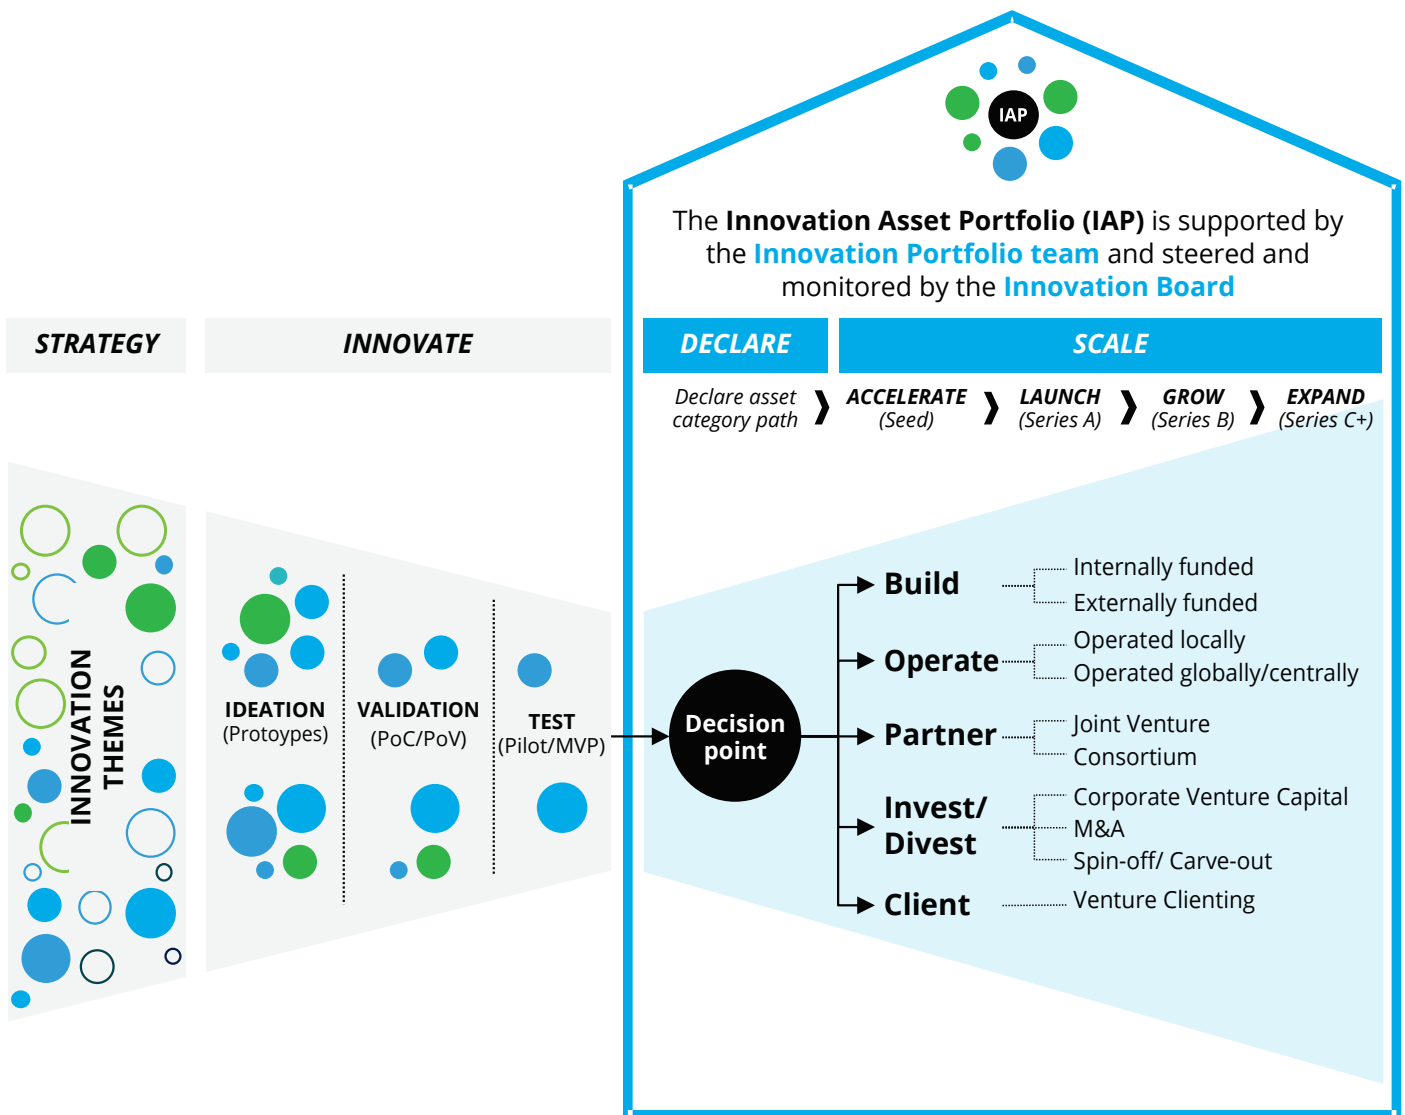 IAP
The Innovation Asset Portfolio (IAP) is supported by
the Innovation Portfolio team and steered and
monitored by the Innovation Board
STRATEGY
INNOVATE
DECLARE
SCALE
Declare asset
category path
ACCELERATE
(Seed)
LAUNCH
(Series A)
GROW
(Series B)
EXPAND
(Series C+)
INNOVATION
THEMES
IDEATION
(Protoypes)
VALIDATION
(PoC/PoV)
TEST
(Pilot/MVP)
Decision
point
Build
Internally funded
Externally funded
Operate
Operated locally
Operated globally/centrally
Partner
Joint Venture
Consortium
Invest/
Divest
Corporate Venture Capital
M&A
Spin-off/ Carve-out
Client
Venture Clienting